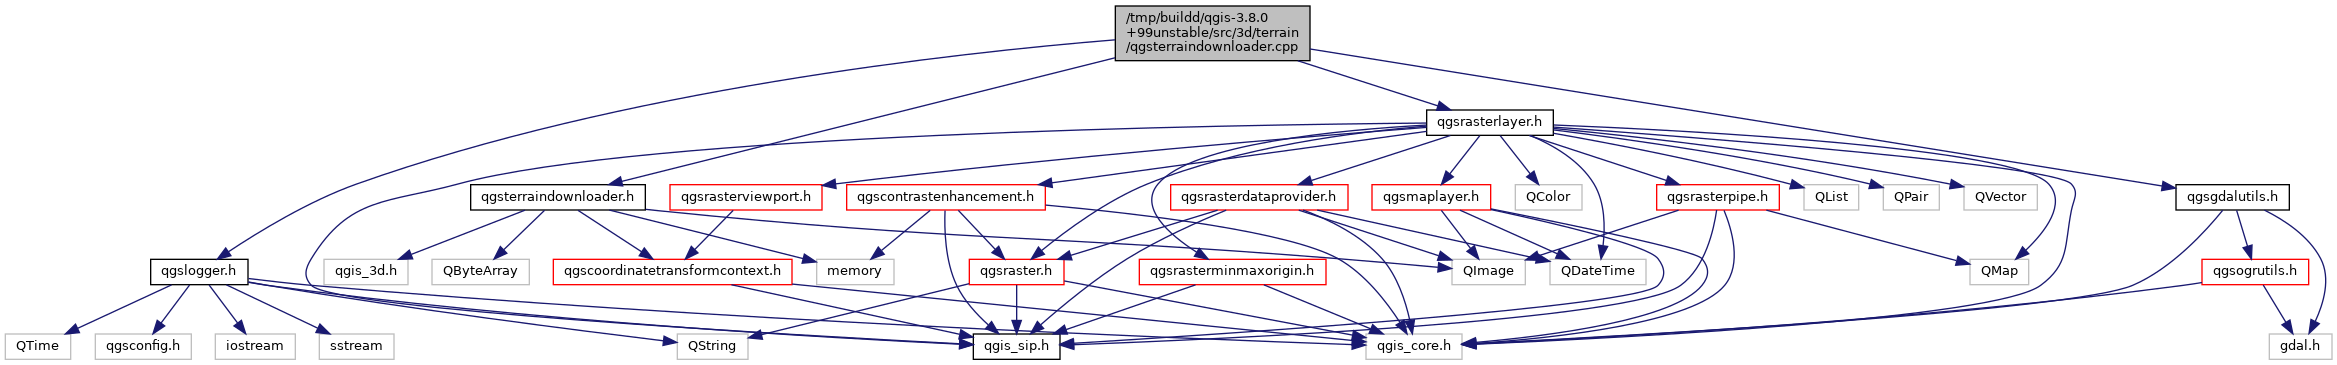 /tmp/buildd/qgis-3.8.0
+99unstable/src/3d/terrain
/qgsterraindownloader.cpp
qgsrasterlayer.h
qgsterraindownloader.h
qgsrasterviewport.h
qgscontrastenhancement.h
qgsrasterdataprovider.h
qgsmaplayer.h
QColor
qgsrasterpipe.h
QList
QPair
QVector
qgsgdalutils.h
qgslogger.h
qgis_3d.h
QByteArray
qgscoordinatetransformcontext.h
memory
qgsraster.h
qgsrasterminmaxorigin.h
QImage
QDateTime
QMap
qgsogrutils.h
QTime
qgsconfig.h
iostream
sstream
QString
qgis_sip.h
qgis_core.h
gdal.h